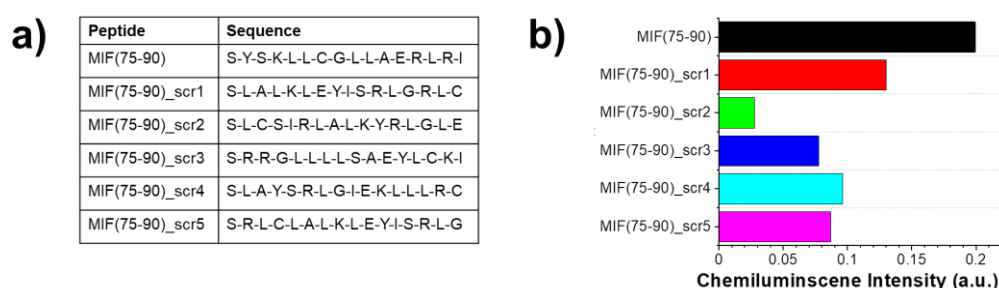 a)
Peptide Sequence
MIF(75-90) S-Y-S-K-L-L-C-G-L-L-A-E-R-L-R-I
MIF(75-90)_scr1 S-L-A-L-K-L-E-Y-I-S-R-L-G-R-L-C
MIF(75-90)_scr2 S-L-C-S-I-R-L-A-L-K-Y-R-L-G-L-E
MIF(75-90)_scr3 S-R-R-G-L-L-L-L-S-A-E-Y-L-C-K-I
MIF(75-90)_scr4 S-L-A-Y-S-R-L-G-I-E-K-L-L-L-R-C
MIF(75-90)_scr5 S-R-L-C-L-A-L-K-L-E-Y-I-S-R-L-G
b)
MIF(75-90)
MIF(75-90)_scr1
MIF(75-90)_scr2
MIF(75-90)_scr3
MIF(75-90)_scr4
MIF(75-90)_scr5
0 0.05 0.1 0.15 0.2
Chemiluminscene Intensity (a.u.)